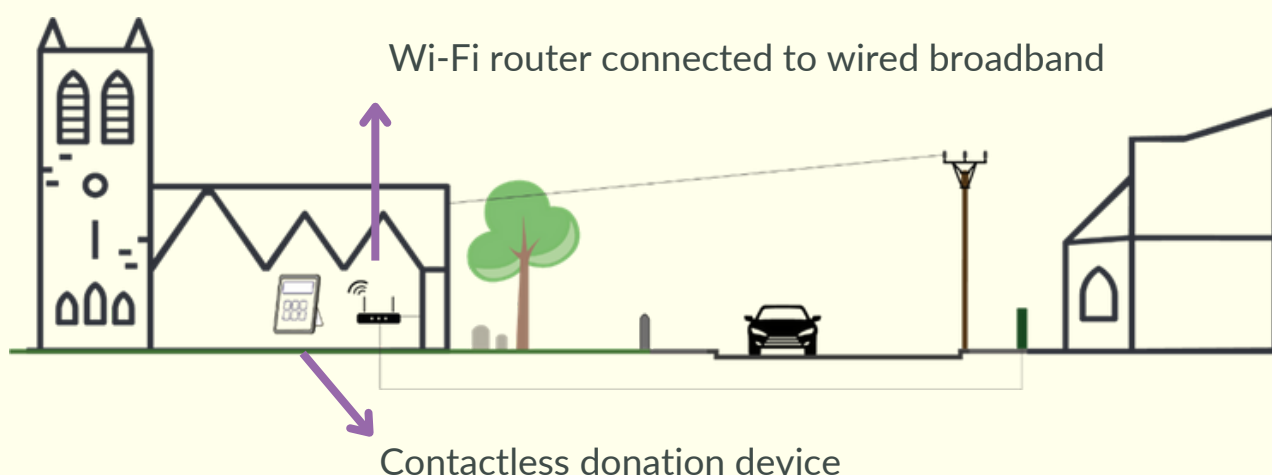 Wi-Fi router connected to wired broadband
Contactless donation device